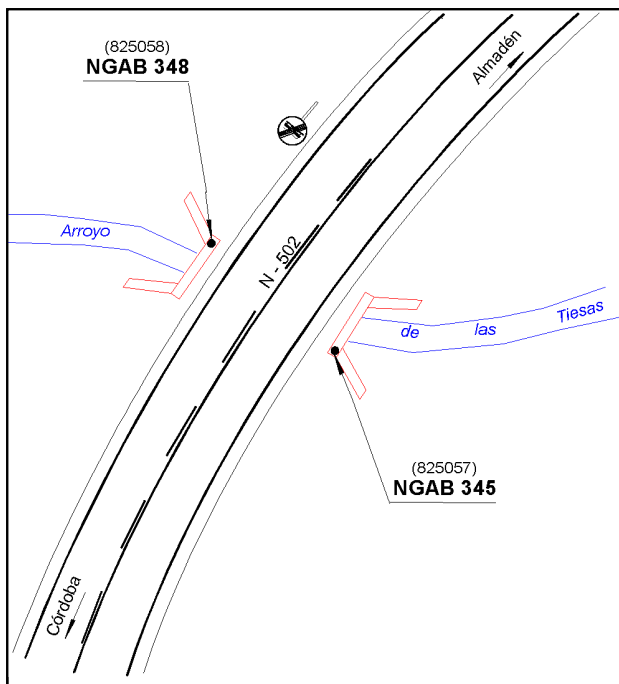 (825058)
NGAB 348
Almadén
Arroyo
N - 502
de las Tiesas
(825057)
NGAB 345
Córdoba